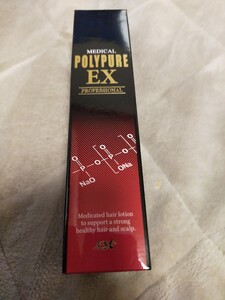 MEDICAL
POLYPURE
EX
PROFESSIONAL
O O
P O P O
ONa
NaO
Medicated hair lotion
to support a strong
healthy hair and scalp.